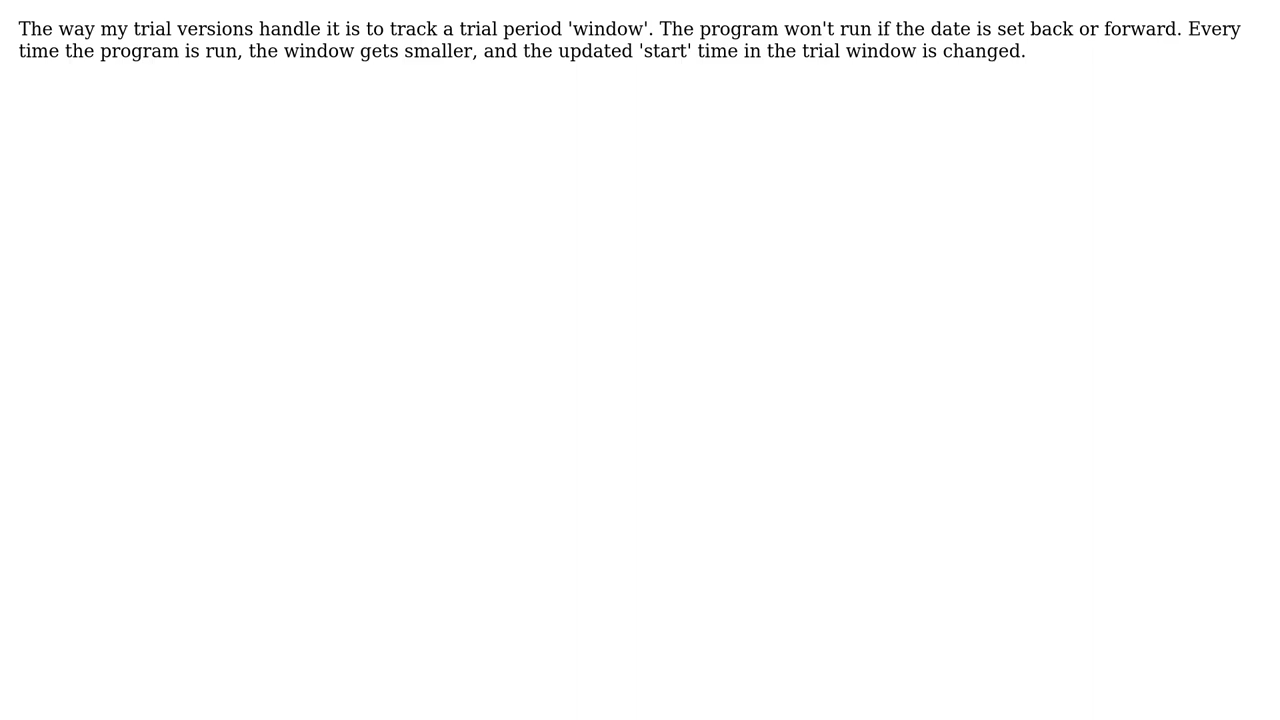 The way my trial versions handle it is to track a trial period 'window'. The program won't run if the date is set back or forward. Every
time the program is run, the window gets smaller, and the updated 'start' time in the trial window is changed.